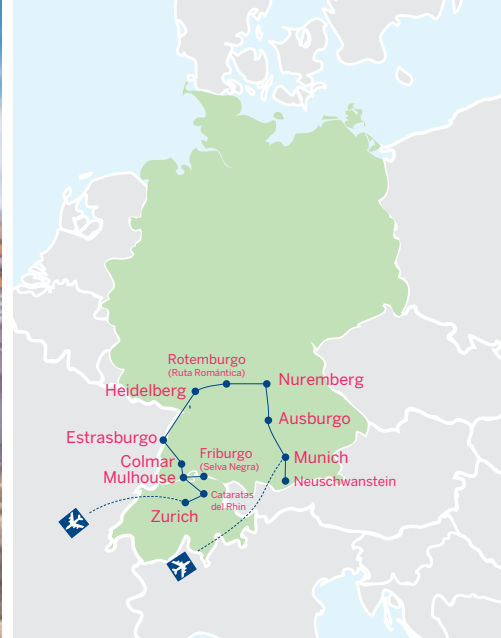 Rotemburgo
(Ruta Romántica)
Heidelberg
Nuremberg
Ausburgo
Estrasburgo
Colmar
Friburgo
(Selva Negra)
Munich
Mulhouse
Neuschwanstein
Cataratas
del Rhin
Zurich